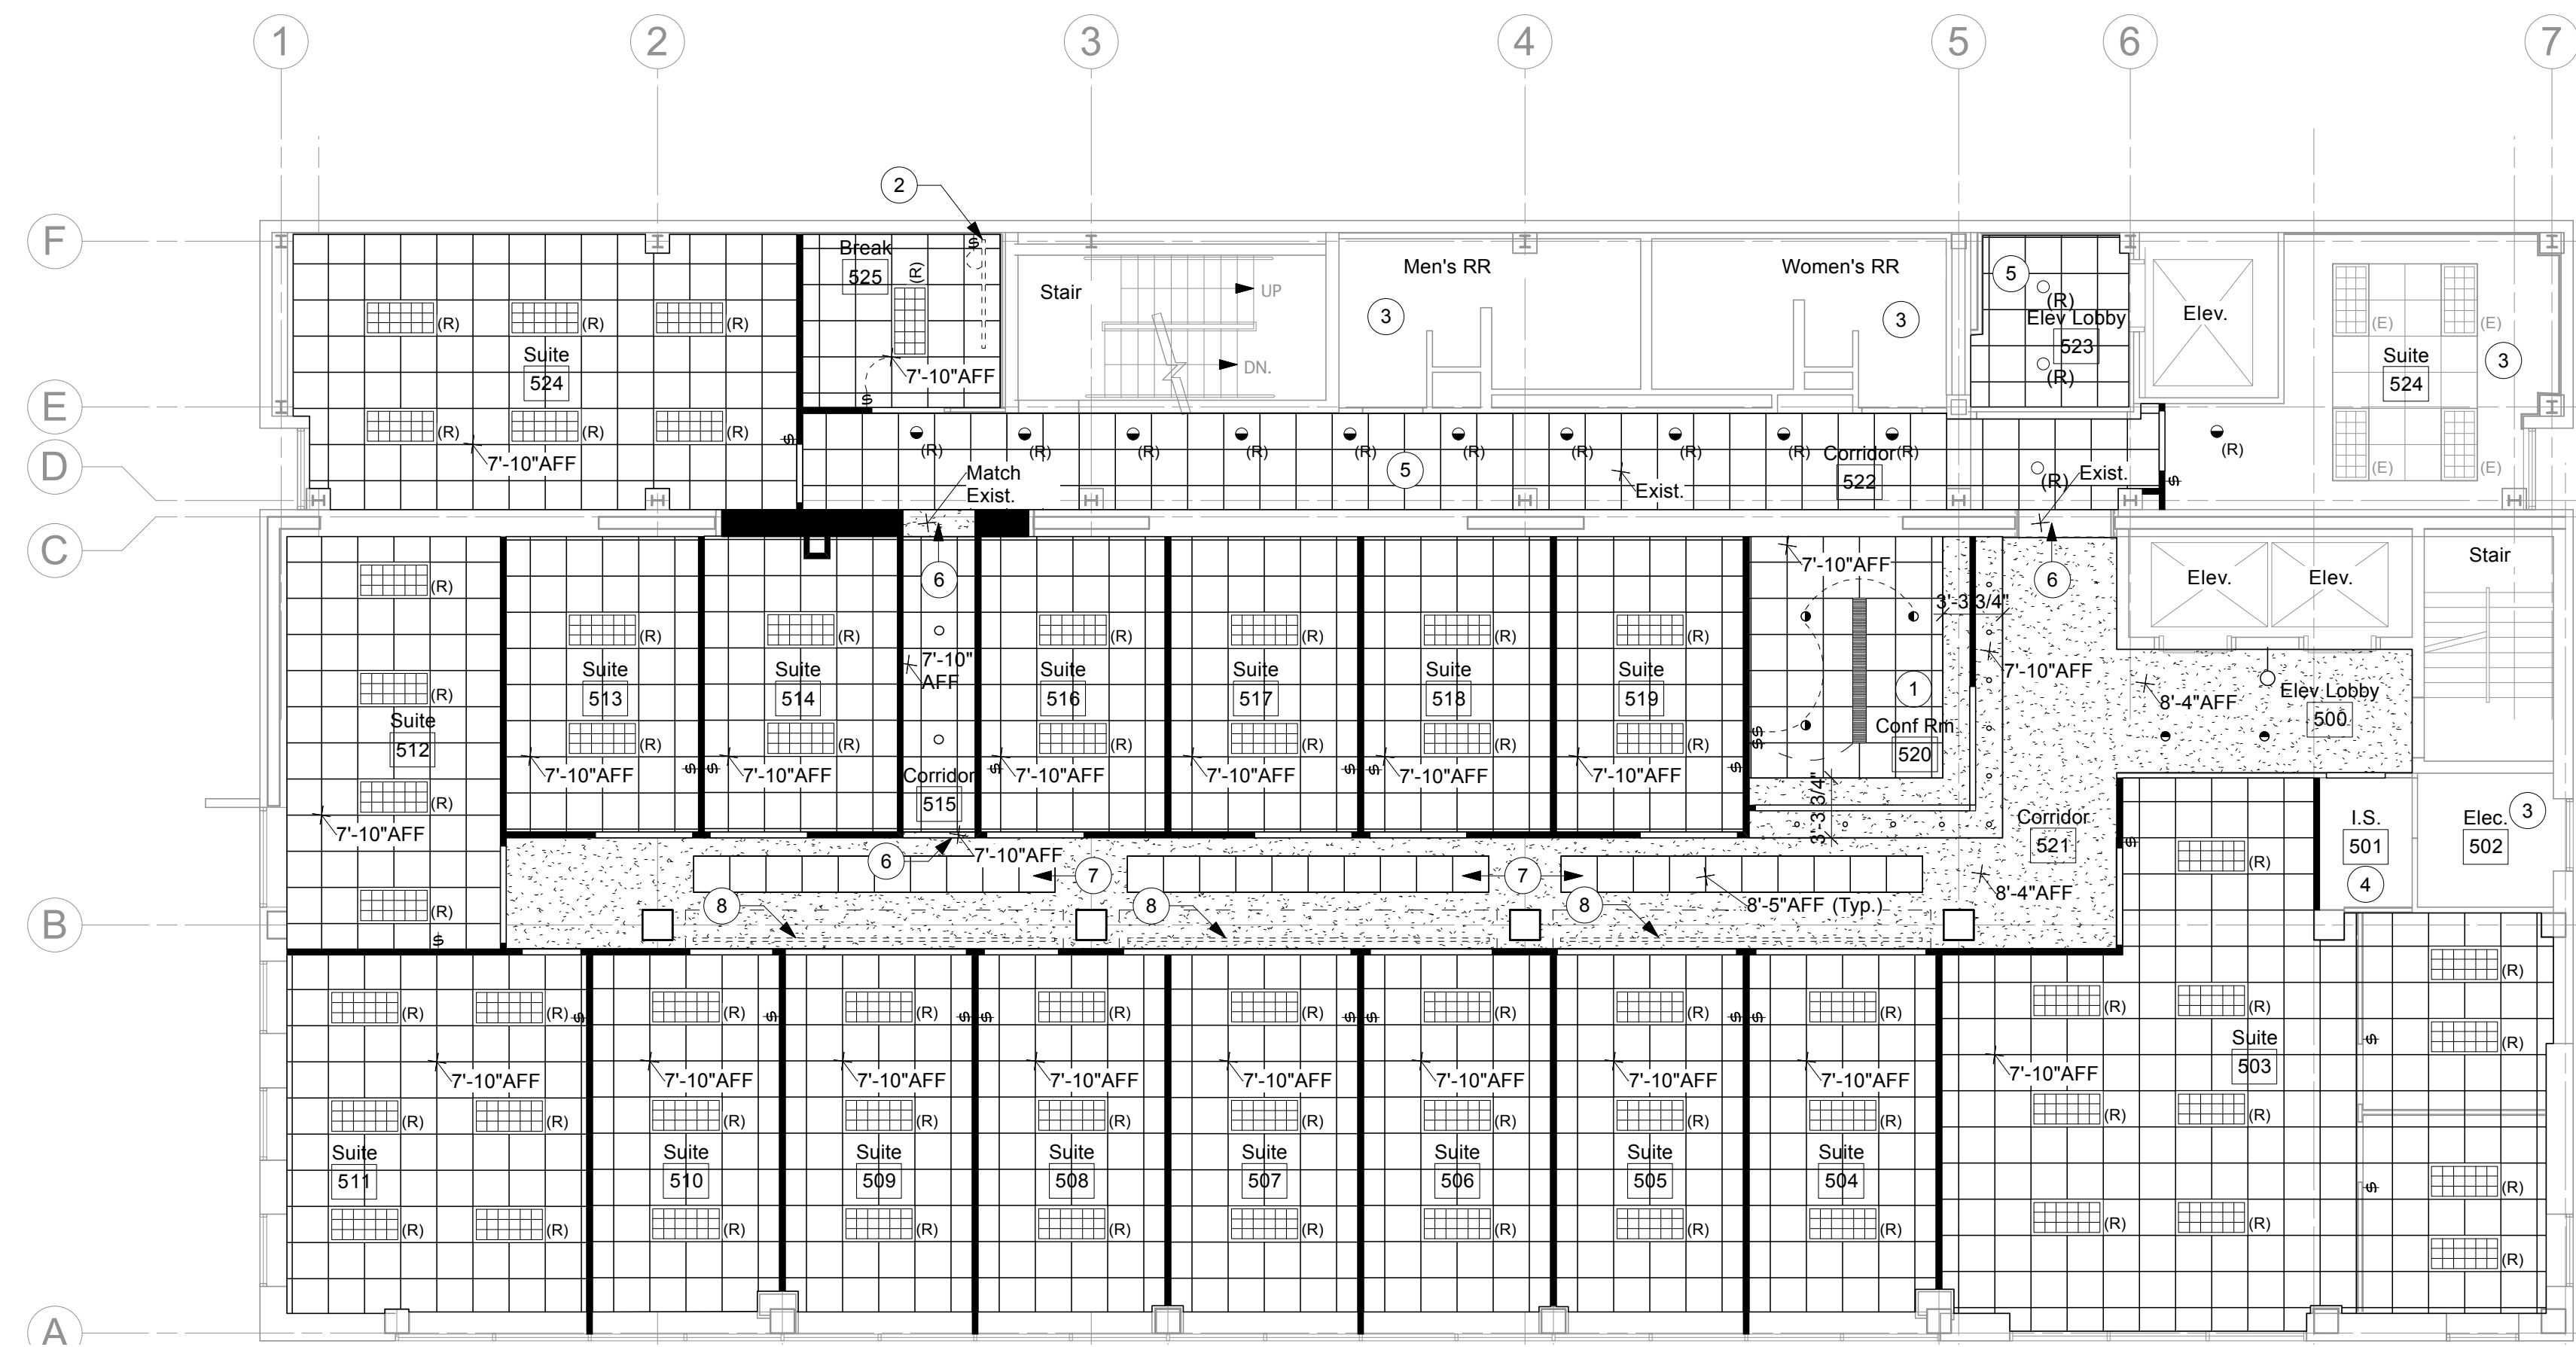 1 2 3 4 5 6 7
2
F
Break
525
(R)
Stair
UP
DN.
Men's RR
3
Women's RR
3
5
(R)
Elev Lobby
523
(R)
Elev.
(E) (E)
Suite
524
3
(E) (E)
(R) (R) (R)
Suite
524
7'-10"AFF
E
(R) (R) (R)
7'-10"AFF
D
(R) (R) (R) (R) (R) (R) (R) (R) (R) (R)
Match
Exist.
5
Exist.
Corridor
522
(R)
Exist.
(R)
C
(R)
(R)
Suite
512
(R)
(R)
7'-10"AFF
(R)
Suite
513
(R)
7'-10"AFF
(R)
Suite
514
(R)
7'-10"AFF
6
7'-10"
AFF
Corridor
515
(R)
Suite
516
(R)
7'-10"AFF
(R)
Suite
517
(R)
7'-10"AFF
(R)
Suite
518
(R)
7'-10"AFF
(R)
Suite
519
(R)
7'-10"AFF
7'-10"AFF
3'-3 3/4"
1
Conf Rm
520
3'-3 3/4"
6
7'-10"AFF
8'-4"AFF
Elev.
Elev.
Stair
Elev Lobby
500
Corridor
521
8'-4"AFF
I.S.
501
4
Elec.
502
3
(R)
6
7'-10"AFF
7
7
8
8
8
8'-5"AFF (Typ.)
B
(R) (R)
7'-10"AFF
(R) (R)
Suite
511
(R) (R)
(R)
7'-10"AFF
(R)
Suite
510
(R)
(R)
7'-10"AFF
(R)
Suite
509
(R)
(R)
7'-10"AFF
(R)
Suite
508
(R)
(R)
7'-10"AFF
(R)
Suite
507
(R)
(R)
7'-10"AFF
(R)
Suite
506
(R)
(R)
7'-10"AFF
(R)
Suite
505
(R)
(R)
7'-10"AFF
(R)
Suite
504
(R)
(R) (R)
Suite
503
7'-10"AFF
(R) (R)
(R) (R)
(R)
(R)
(R)
(R)
A